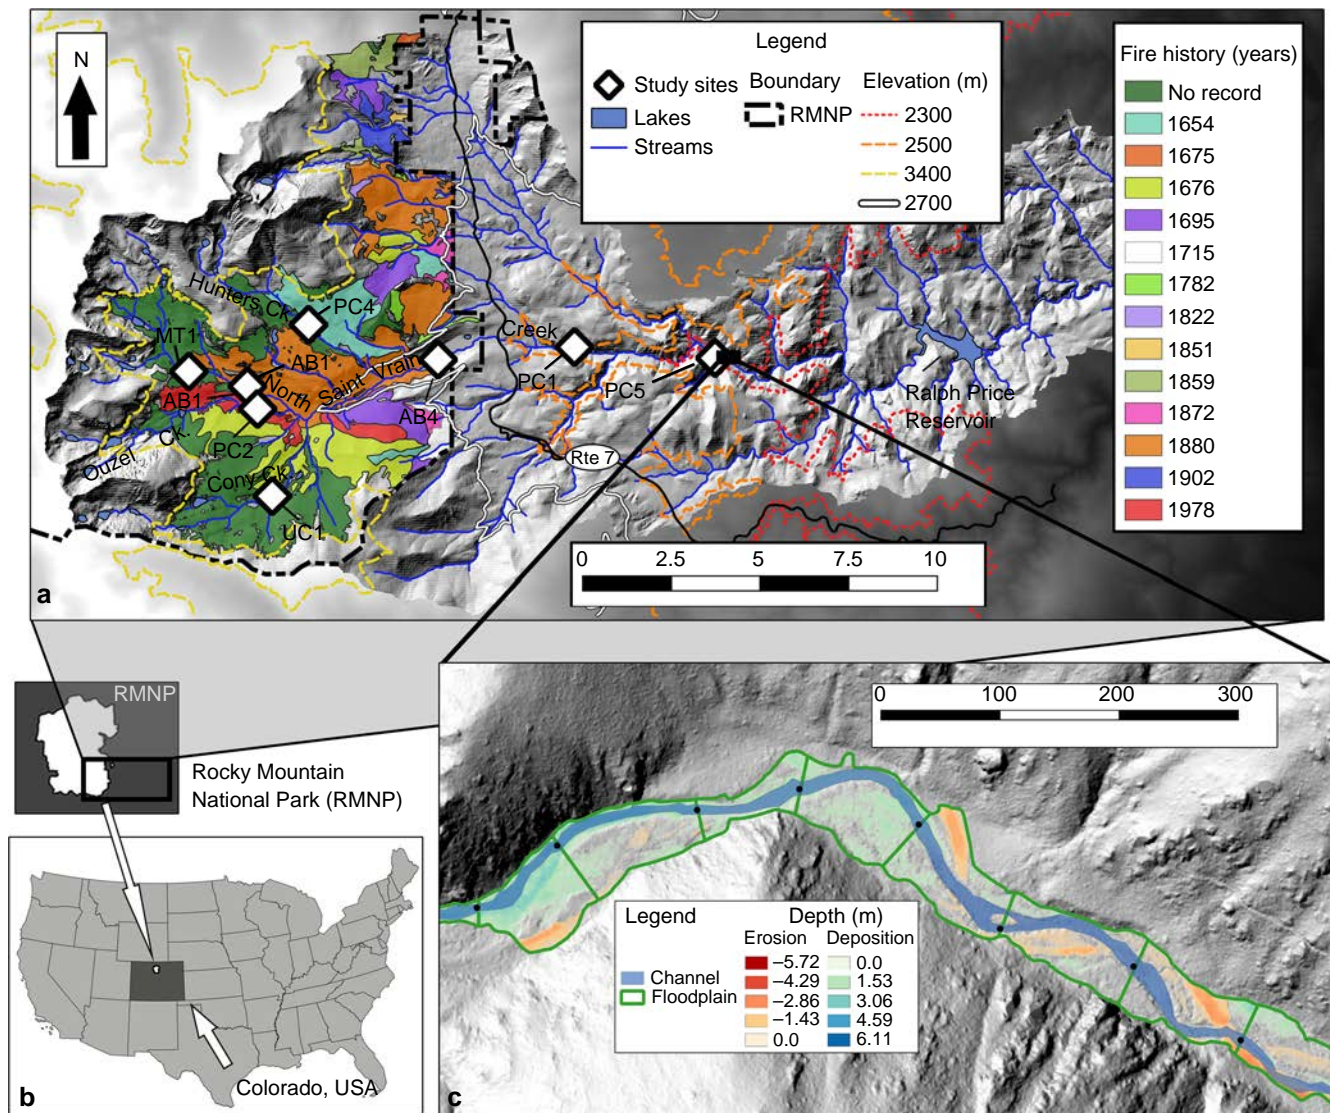 N
Legend
Study sites
Lakes
Streams
Boundary
RMNP
Elevation (m)
2300
2500
3400
2700
Fire history (years)
No record
1654
1675
1676
1695
1715
1782
1822
1851
1859
1872
1880
1902
1978
Hunters Ck.
PC4
MT1
AB1
AB1
North Saint Vrain Creek
AB4
PC1
PC5
PC2
Ouzel Ck.
Cony Ck.
UC1
Rte 7
Ralph Price
Reservoir
0 2.5 5 7.5 10
a
RMNP
Rocky Mountain
National Park (RMNP)
Colorado, USA
b
0 100 200 300
Legend
Channel
Floodplain
Depth (m)
Erosion Deposition
−5.72 0.0
−4.29 1.53
−2.86 3.06
−1.43 4.59
0.0 6.11
c